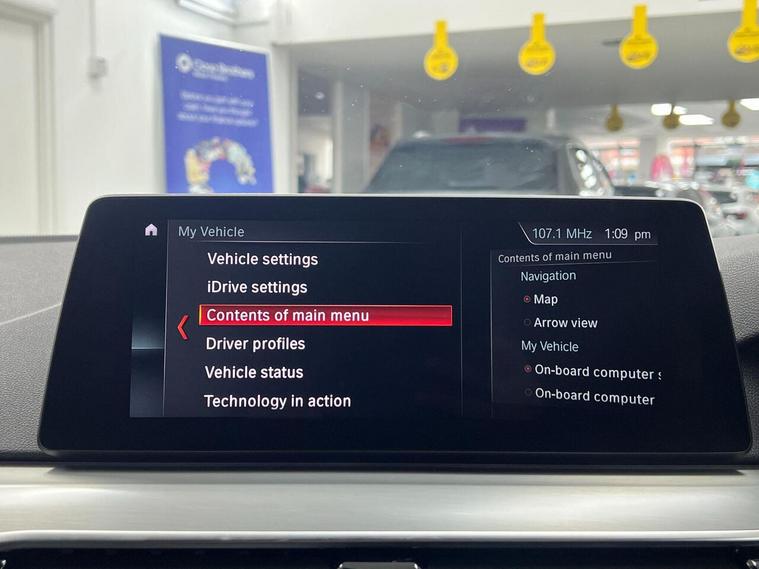 Close Brothers
My Vehicle
107.1 MHz 1:09 pm
Vehicle settings
iDrive settings
Contents of main menu
Driver profiles
Vehicle status
Technology in action
Contents of main menu
Navigation
Map
Arrow view
My Vehicle
On-board computer s
On-board computer